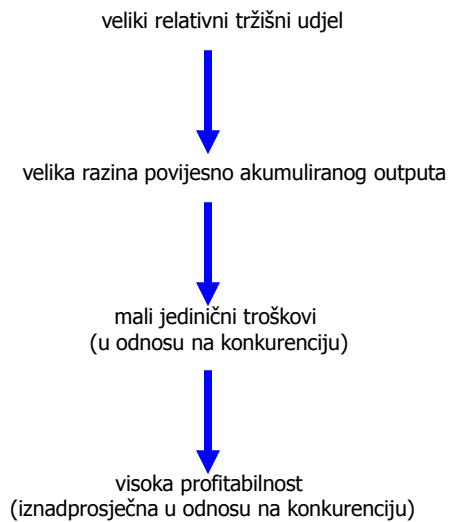 veliki relativni tržišni udjel
velika razina povijesno akumuliranog outputa
mali jedinični troškovi
(u odnosu na konkurenciju)
visoka profitabilnost
(iznadprosječna u odnosu na konkurenciju)